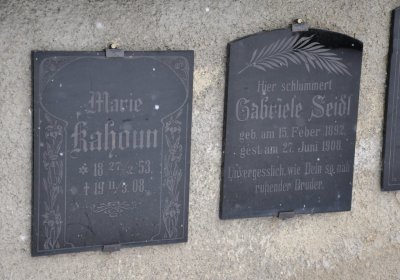 Marie
Kahoun
* 18 27/2 53.
† 19 11/3 08.
Hier schlummert
Gabriele Seidl
geb. am 15. Feber 1892.
gest. am 27. Juni 1908.
Unvergesslich, wie Dein so früh
ruhender Bruder.